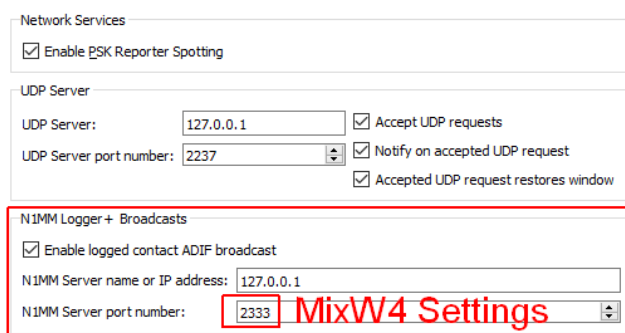 Network Services
Enable PSK Reporter Spotting
UDP Server
UDP Server: 127.0.0.1 Accept UDP requests
UDP Server port number: 2237 Notify on accepted UDP request
Accepted UDP request restores window
N1MM Logger+ Broadcasts
Enable logged contact ADIF broadcast
N1MM Server name or IP address: 127.0.0.1
N1MM Server port number: 2333 MixW4 Settings